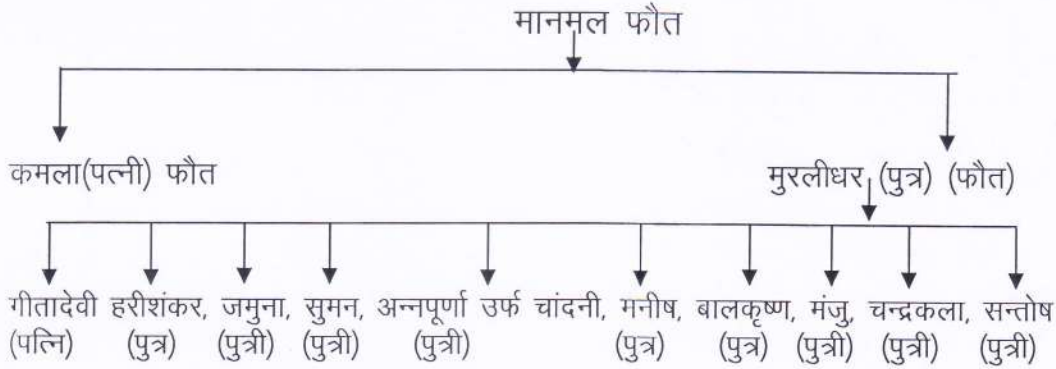 मानमल फौत
कमला(पत्नी) फौत मुरलीधर (पुत्र) (फौत)
गीतादेवी हरीशंकर, जमुना, सुमन, अन्नपूर्णा उर्फ चांदनी, मनीष, बालकृष्ण, मंजु, चन्द्रकला, सन्तोष
(पत्नि) (पुत्र) (पुत्री) (पुत्री) (पुत्री) (पुत्र) (पुत्र) (पुत्री) (पुत्री) (पुत्री)